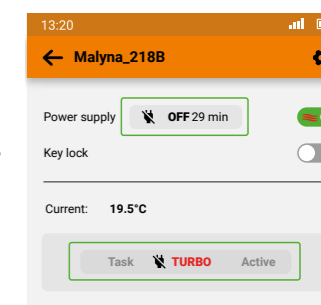 13:20
Malyna_218B
Power supply OFF 29 min
Key lock
Current: 19.5°C
Task TURBO Active